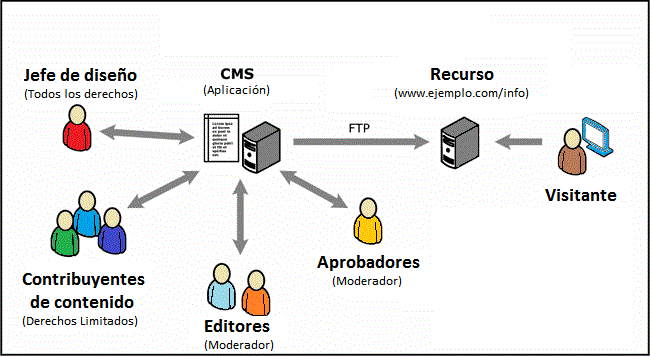 Jefe de diseño
(Todos los derechos)
CMS
(Aplicación)
Recurso
(www.ejemplo.com/info)
FTP
Visitante
Contribuyentes
de contenido
(Derechos Limitados)
Editores
(Moderador)
Aprobadores
(Moderador)